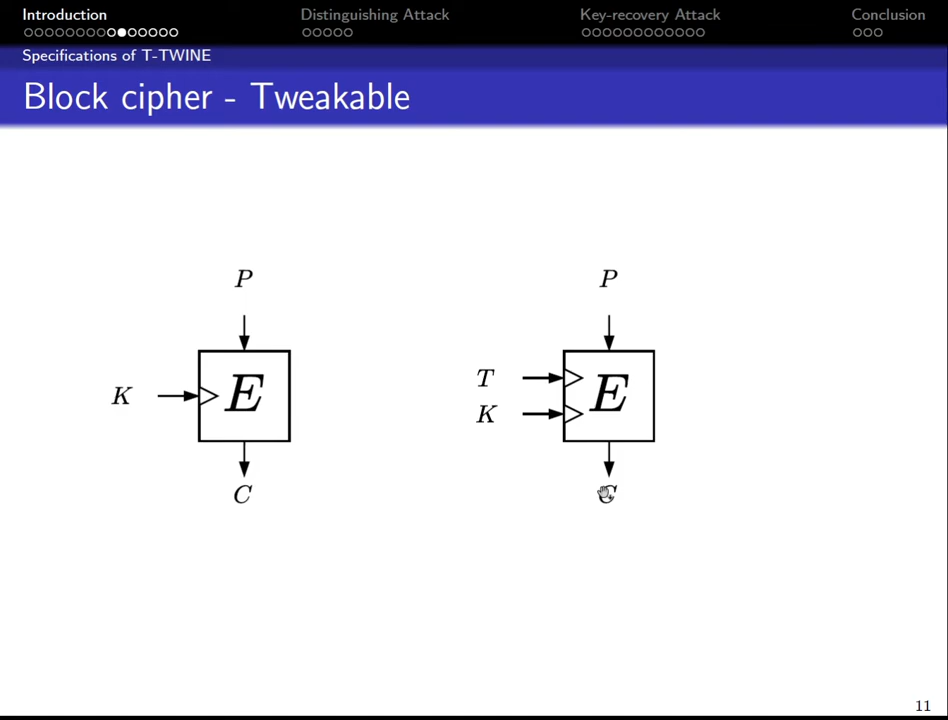 Introduction Distinguishing Attack Key-recovery Attack Conclusion
Specifications of T-TWINE
Block cipher - Tweakable
P P
T
K E E
K
C C
11